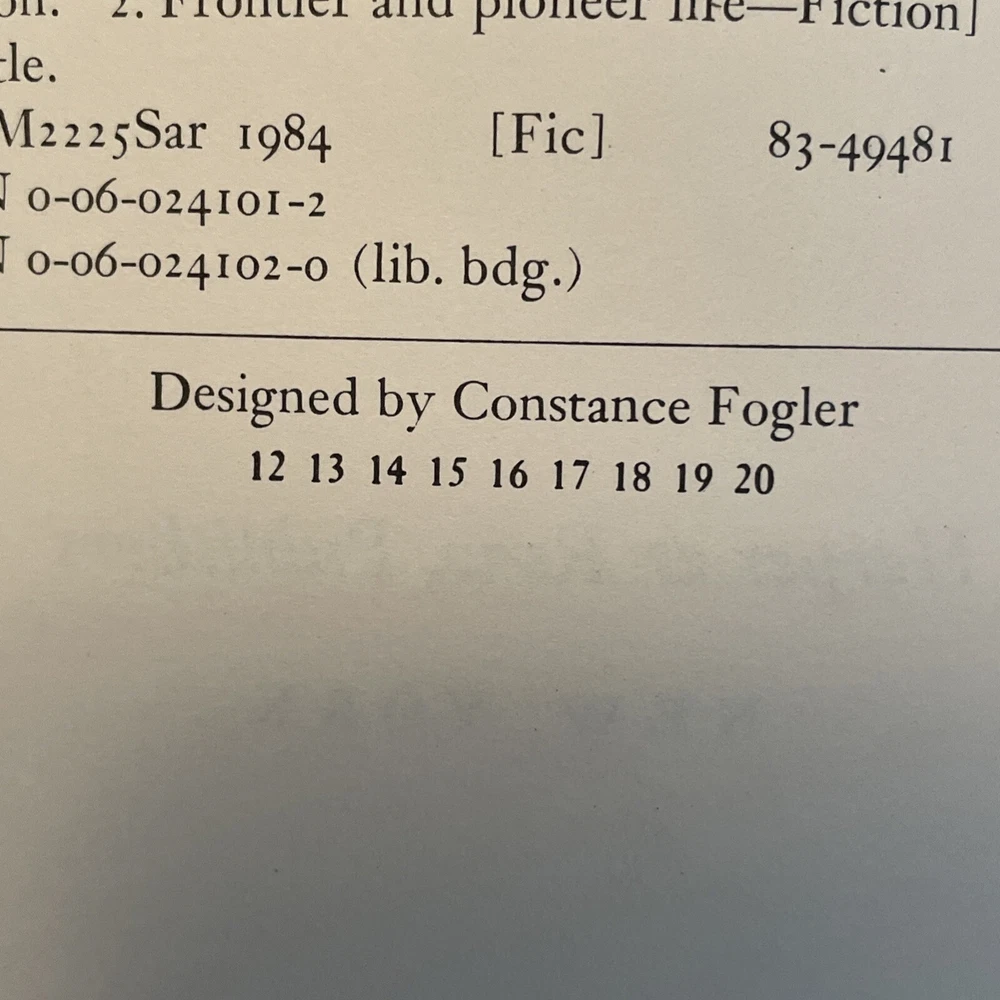 2. Frontier and pioneer life—Fiction]
tle.
M2225Sar 1984 [Fic] 83-49481
N 0-06-024101-2
N 0-06-024102-0 (lib. bdg.)
Designed by Constance Fogler
12 13 14 15 16 17 18 19 20